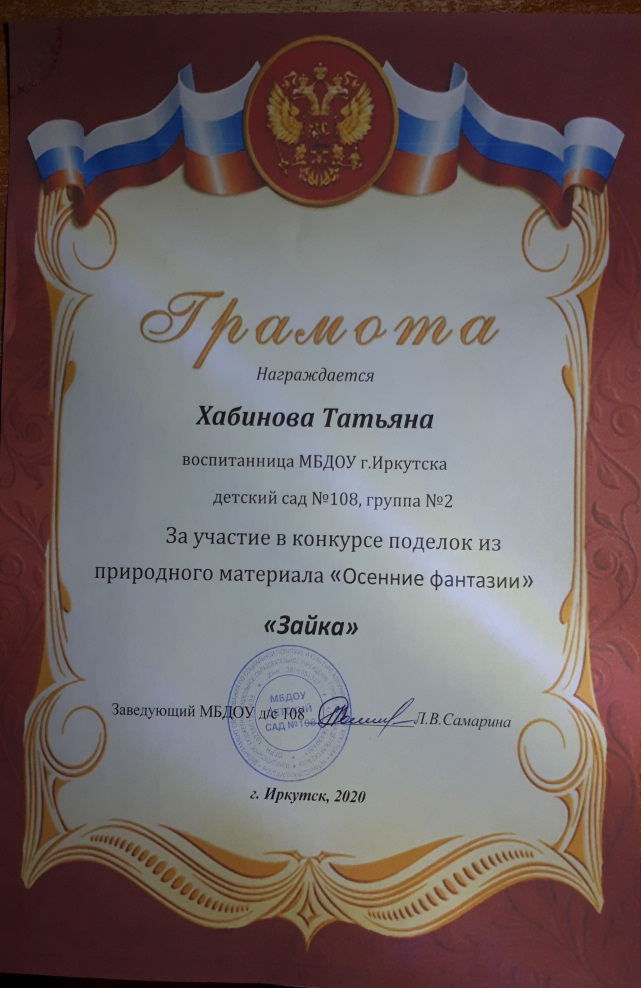 Грамота
Награждается
Хабинова Татьяна
воспитанница МБДОУ г.Иркутска
детский сад №108, группа №2
За участие в конкурсе поделок из
природного материала «Осенние фантазии»
«Зайка»
МБДОУ
ДЕТСКИЙ
САД №108
Заведующий МБДОУ д/с 108 Л.В.Самарина
г. Иркутск, 2020